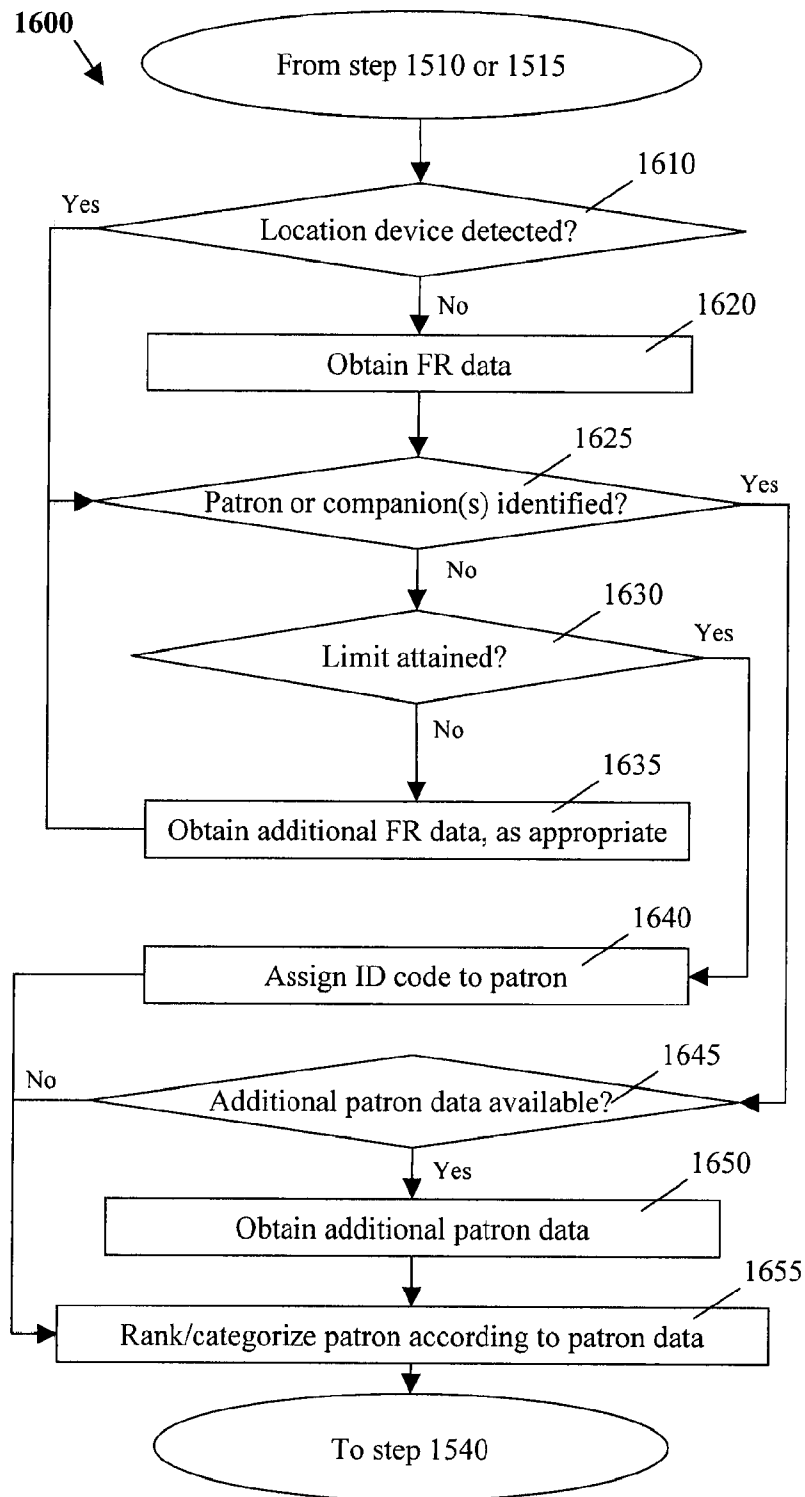 1600
From step 1510 or 1515
1610
Yes
Location device detected?
No
1620
Obtain FR data
1625
Patron or companion(s) identified?
Yes
No
1630
Yes
Limit attained?
No
1635
Obtain additional FR data, as appropriate
1640
Assign ID code to patron
1645
No
Additional patron data available?
Yes
1650
Obtain additional patron data
1655
Rank/categorize patron according to patron data
To step 1540